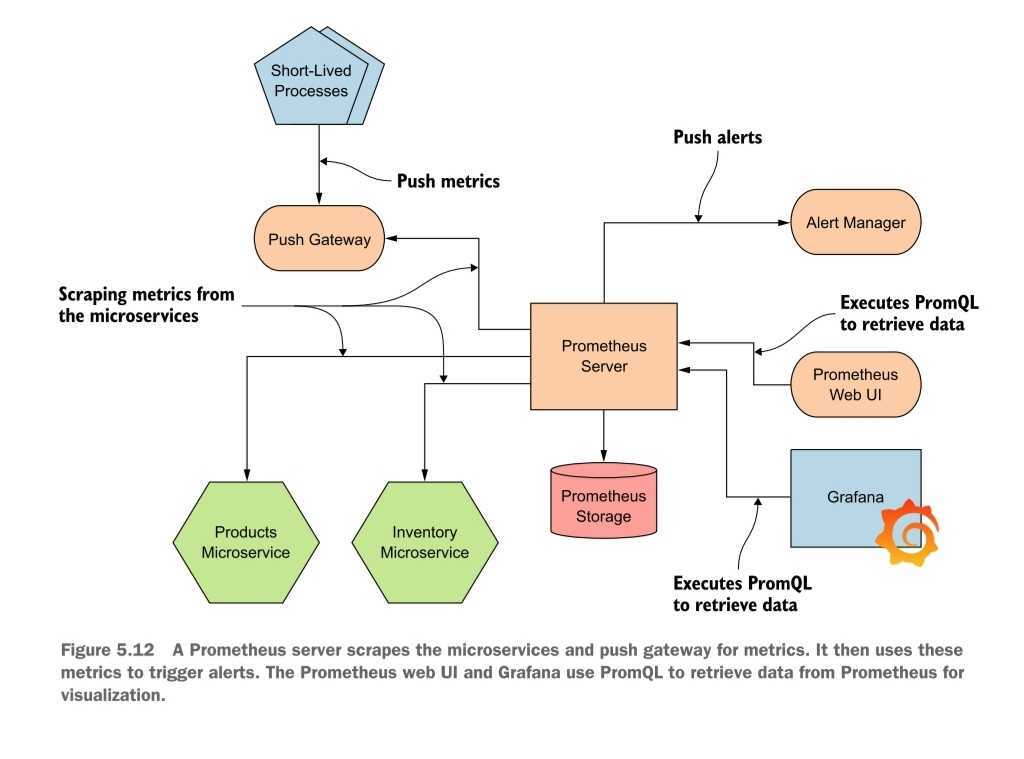 Short-Lived
Processes
Push alerts
Push metrics
Push Gateway
Alert Manager
Scraping metrics from
the microservices
Executes PromQL
to retrieve data
Prometheus
Server
Prometheus
Web UI
Prometheus
Storage
Grafana
Products
Microservice
Inventory
Microservice
Executes PromQL
to retrieve data
Figure 5.12 A Prometheus server scrapes the microservices and push gateway for metrics. It then uses these
metrics to trigger alerts. The Prometheus web UI and Grafana use PromQL to retrieve data from Prometheus for
visualization.